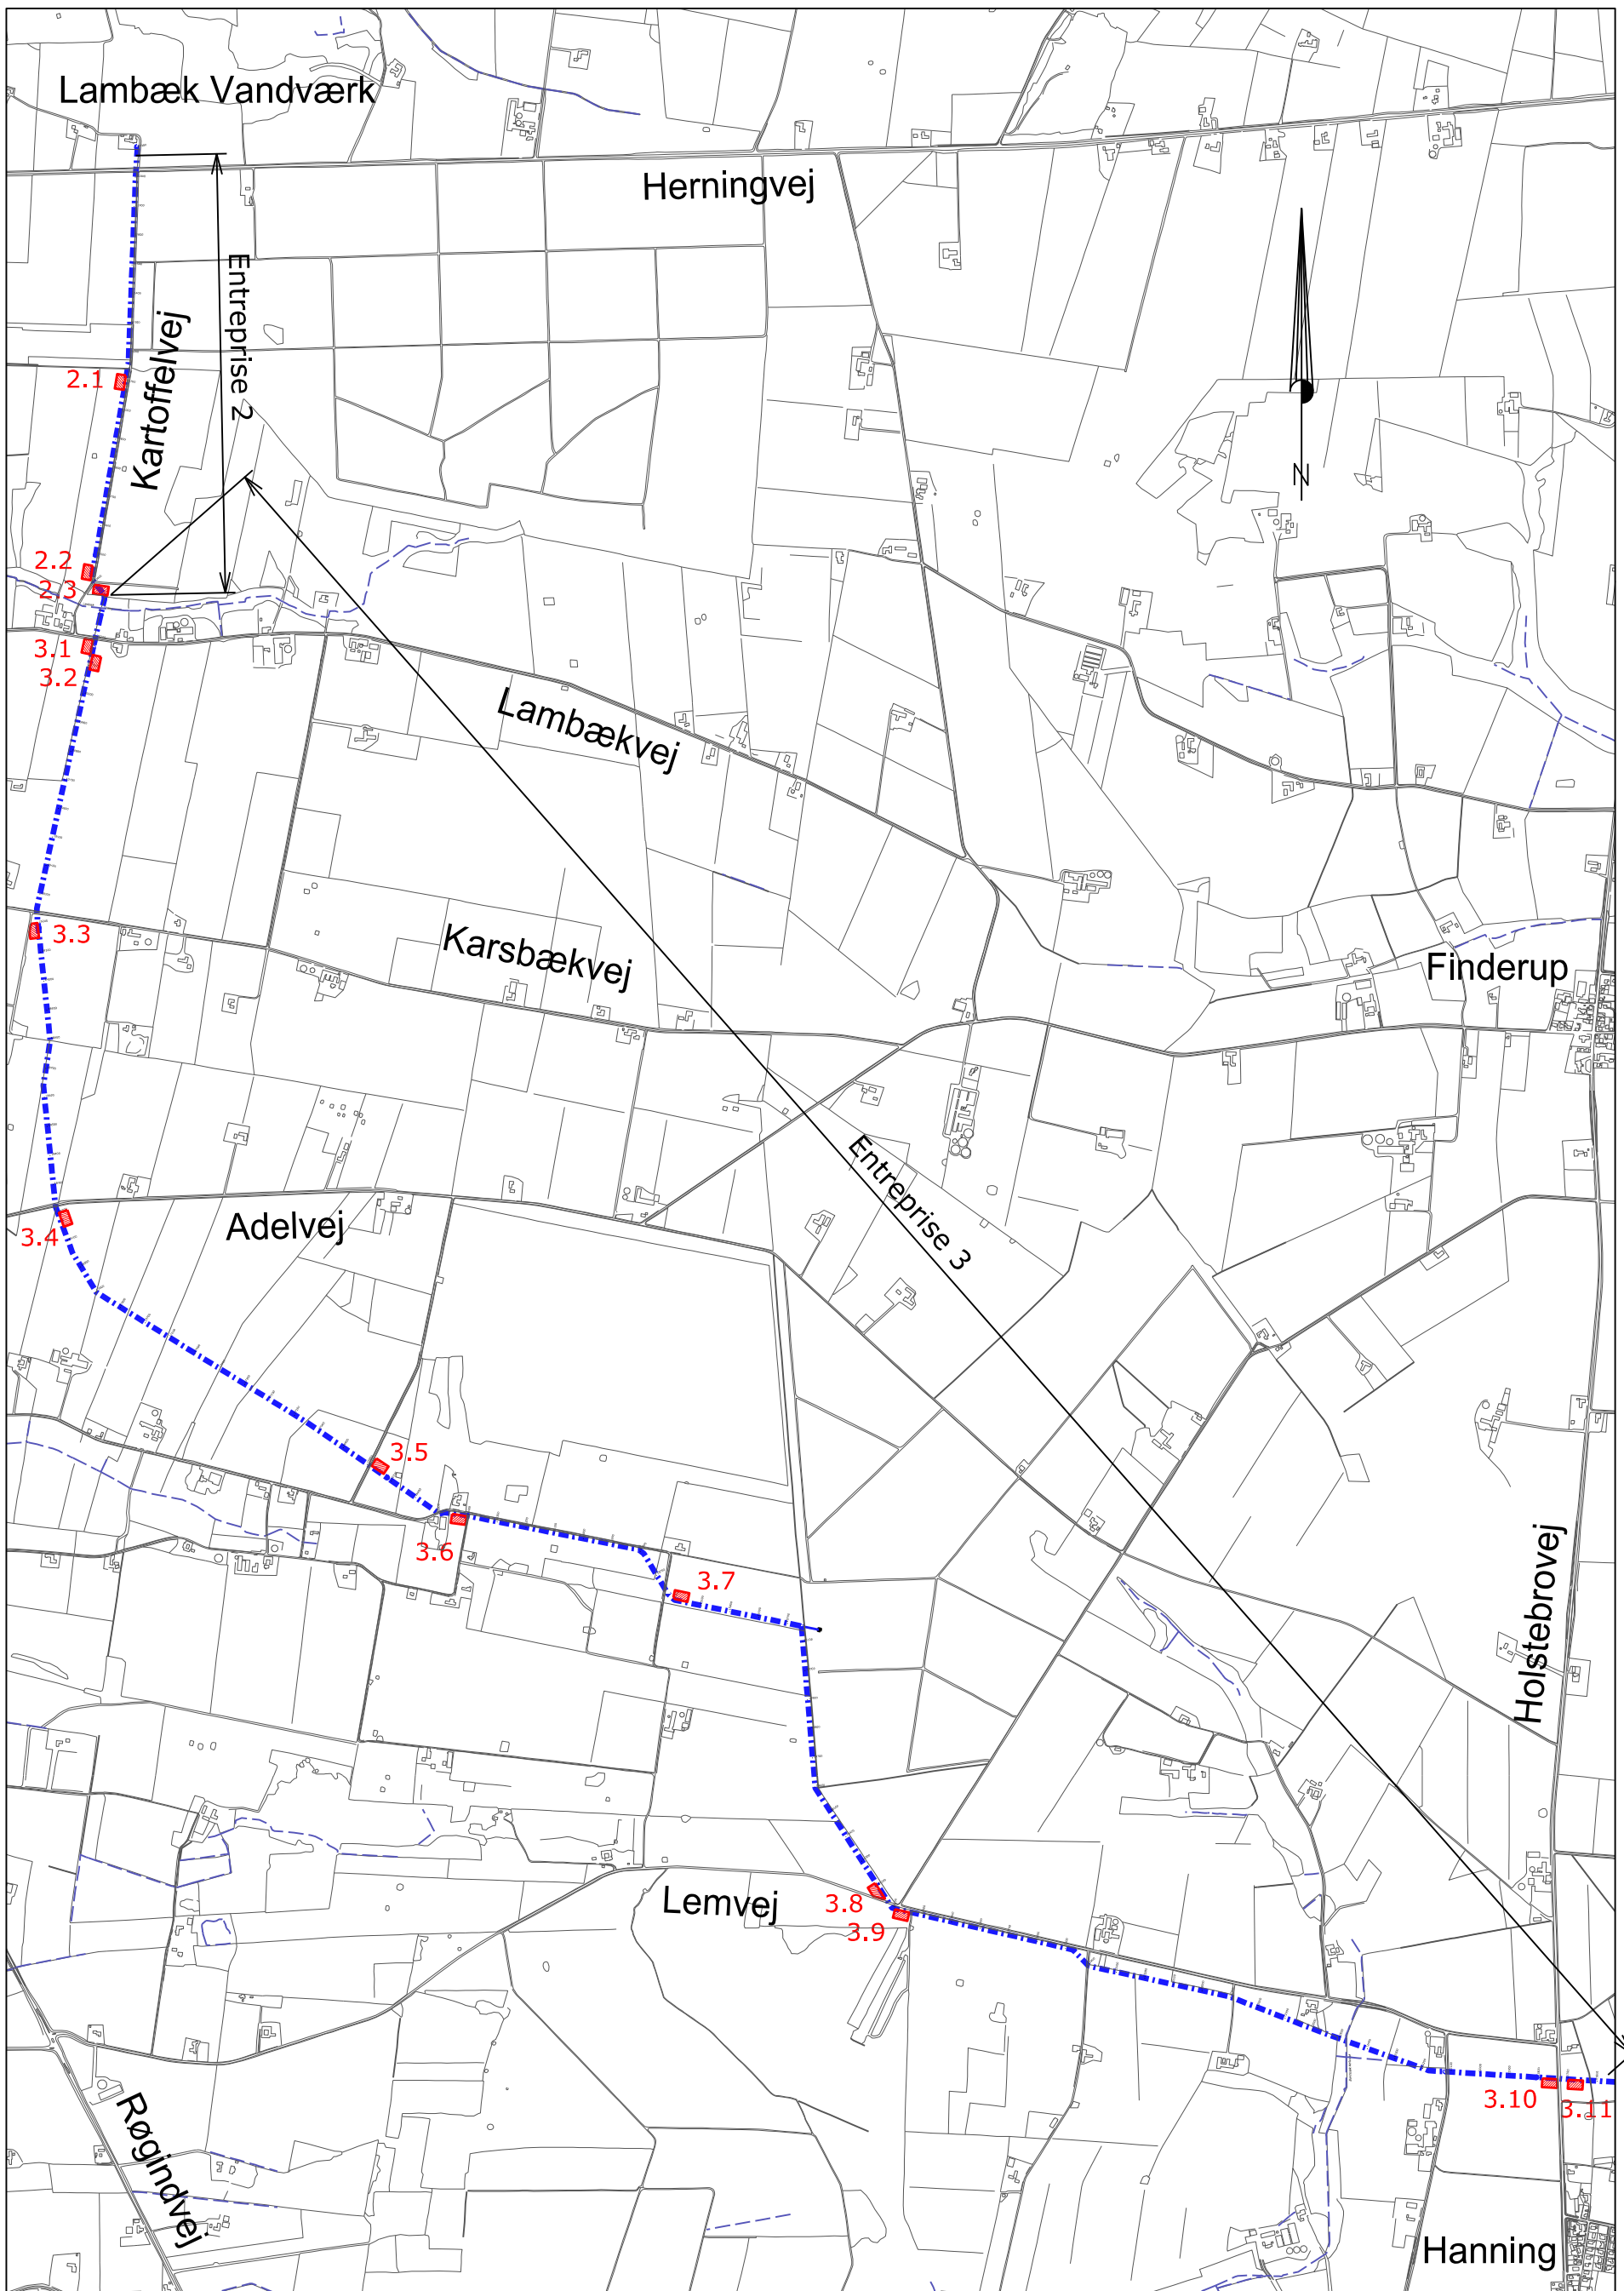 Lambæk Vandværk
Herningvej
Entreprise 2
Kartoffelvej
2.1
N
2.2
2.3
3.1
3.2
Lambækvej
3.3
Karsbækvej
Finderup
Entreprise 3
Adelvej
3.4
3.5
3.6
3.7
Holstebrovej
3.8
Lemvej
3.9
3.10
3.11
Røgindvej
Hanning